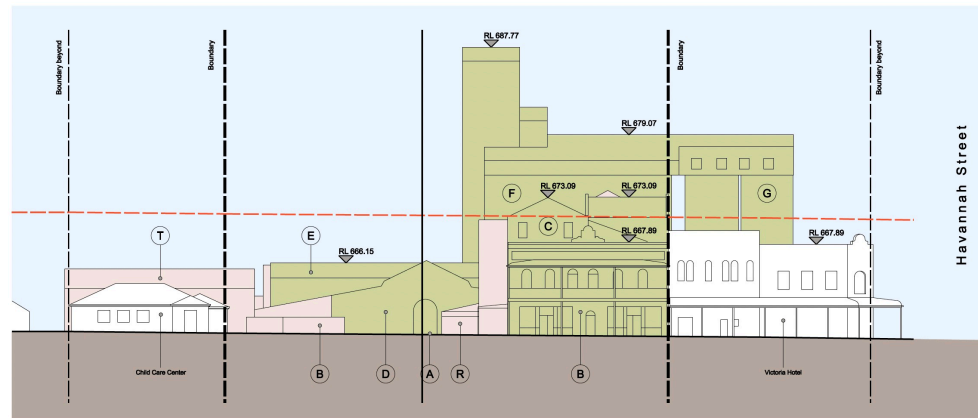 RL 687.77
Boundary beyond
Boundary
Boundary
Boundary beyond
RL 679.07
Havannah Street
F
RL 673.09
RL 673.09
G
C
T
E
RL 667.89
RL 667.89
RL 666.15
Child Care Center
B
D
A
R
B
Victoria Hotel